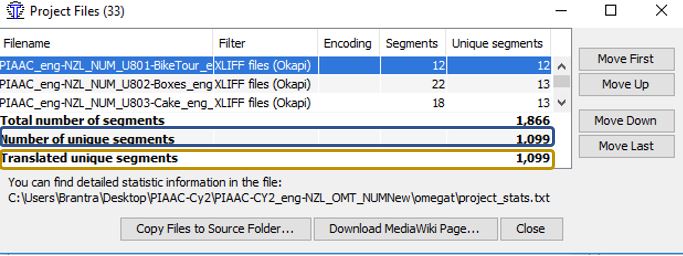 Project Files (33)
Filename Filter Encoding Segments Unique segments
PIAAC_eng-NZL_NUM_U801-BikeTour_e XLIFF files (Okapi) 12 12
PIAAC_eng-NZL_NUM_U802-Boxes_eng_ XLIFF files (Okapi) 22 13
PIAAC_eng-NZL_NUM_U803-Cake_eng_ XLIFF files (Okapi) 18 13
Total number of segments 1,866
Number of unique segments 1,099
Translated unique segments 1,099
Move First
Move Up
Move Down
Move Last
You can find detailed statistic information in the file:
C:\Users\Brantra\Desktop\PIAAC-Cy2\PIAAC-CY2_eng-NZL_OMT_NUMNew\omegat\project_stats.txt
Copy Files to Source Folder... Download MediaWiki Page... Close